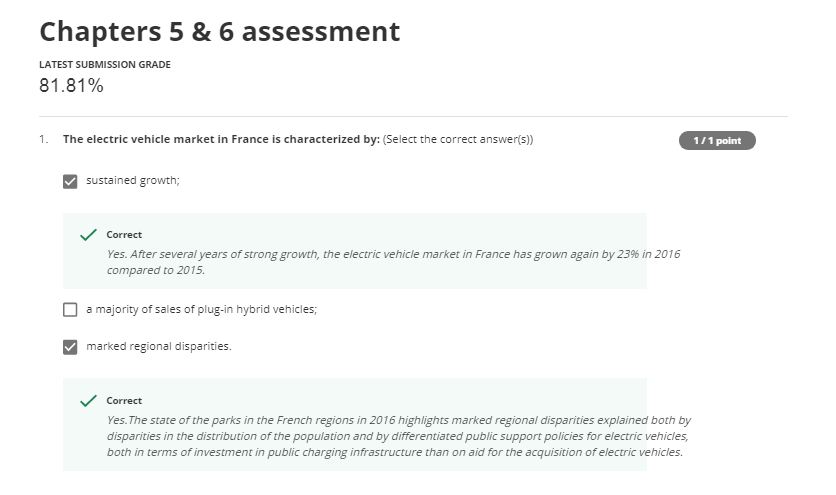 Chapters 5 & 6 assessment
LATEST SUBMISSION GRADE
81.81%
1. The electric vehicle market in France is characterized by: (Select the correct answer(s))
1 / 1 point
sustained growth;
Correct
Yes. After several years of strong growth, the electric vehicle market in France has grown again by 23% in 2016
compared to 2015.
a majority of sales of plug-in hybrid vehicles;
marked regional disparities.
Correct
Yes.The state of the parks in the French regions in 2016 highlights marked regional disparities explained both by
disparities in the distribution of the population and by differentiated public support policies for electric vehicles,
both in terms of investment in public charging infrastructure than on aid for the acquisition of electric vehicles.